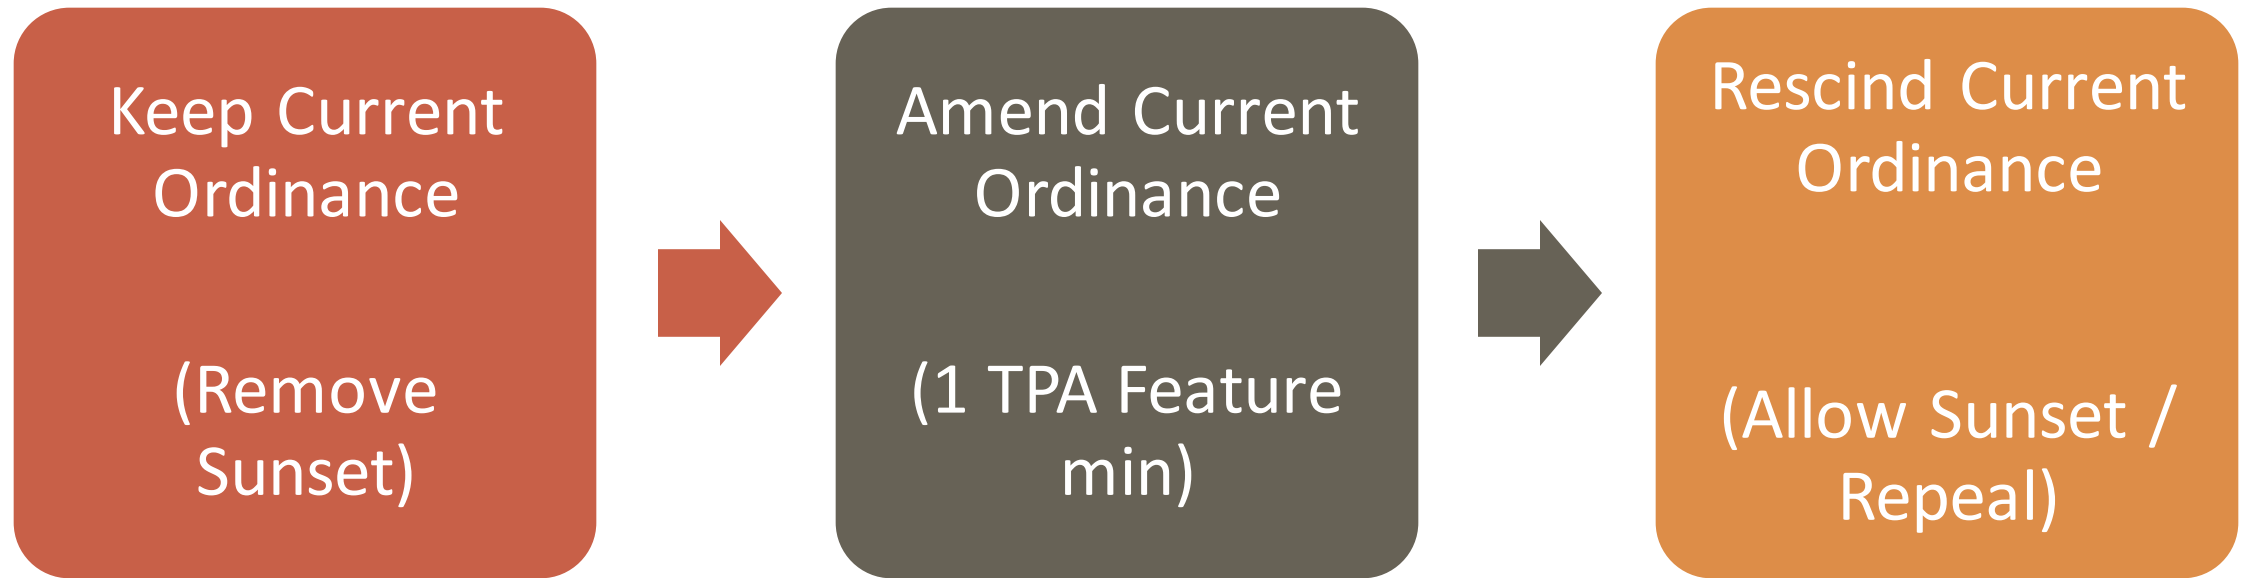 Keep Current
Ordinance
(Remove
Sunset)
Amend Current
Ordinance
(1 TPA Feature
min)
Rescind Current
Ordinance
(Allow Sunset /
Repeal)